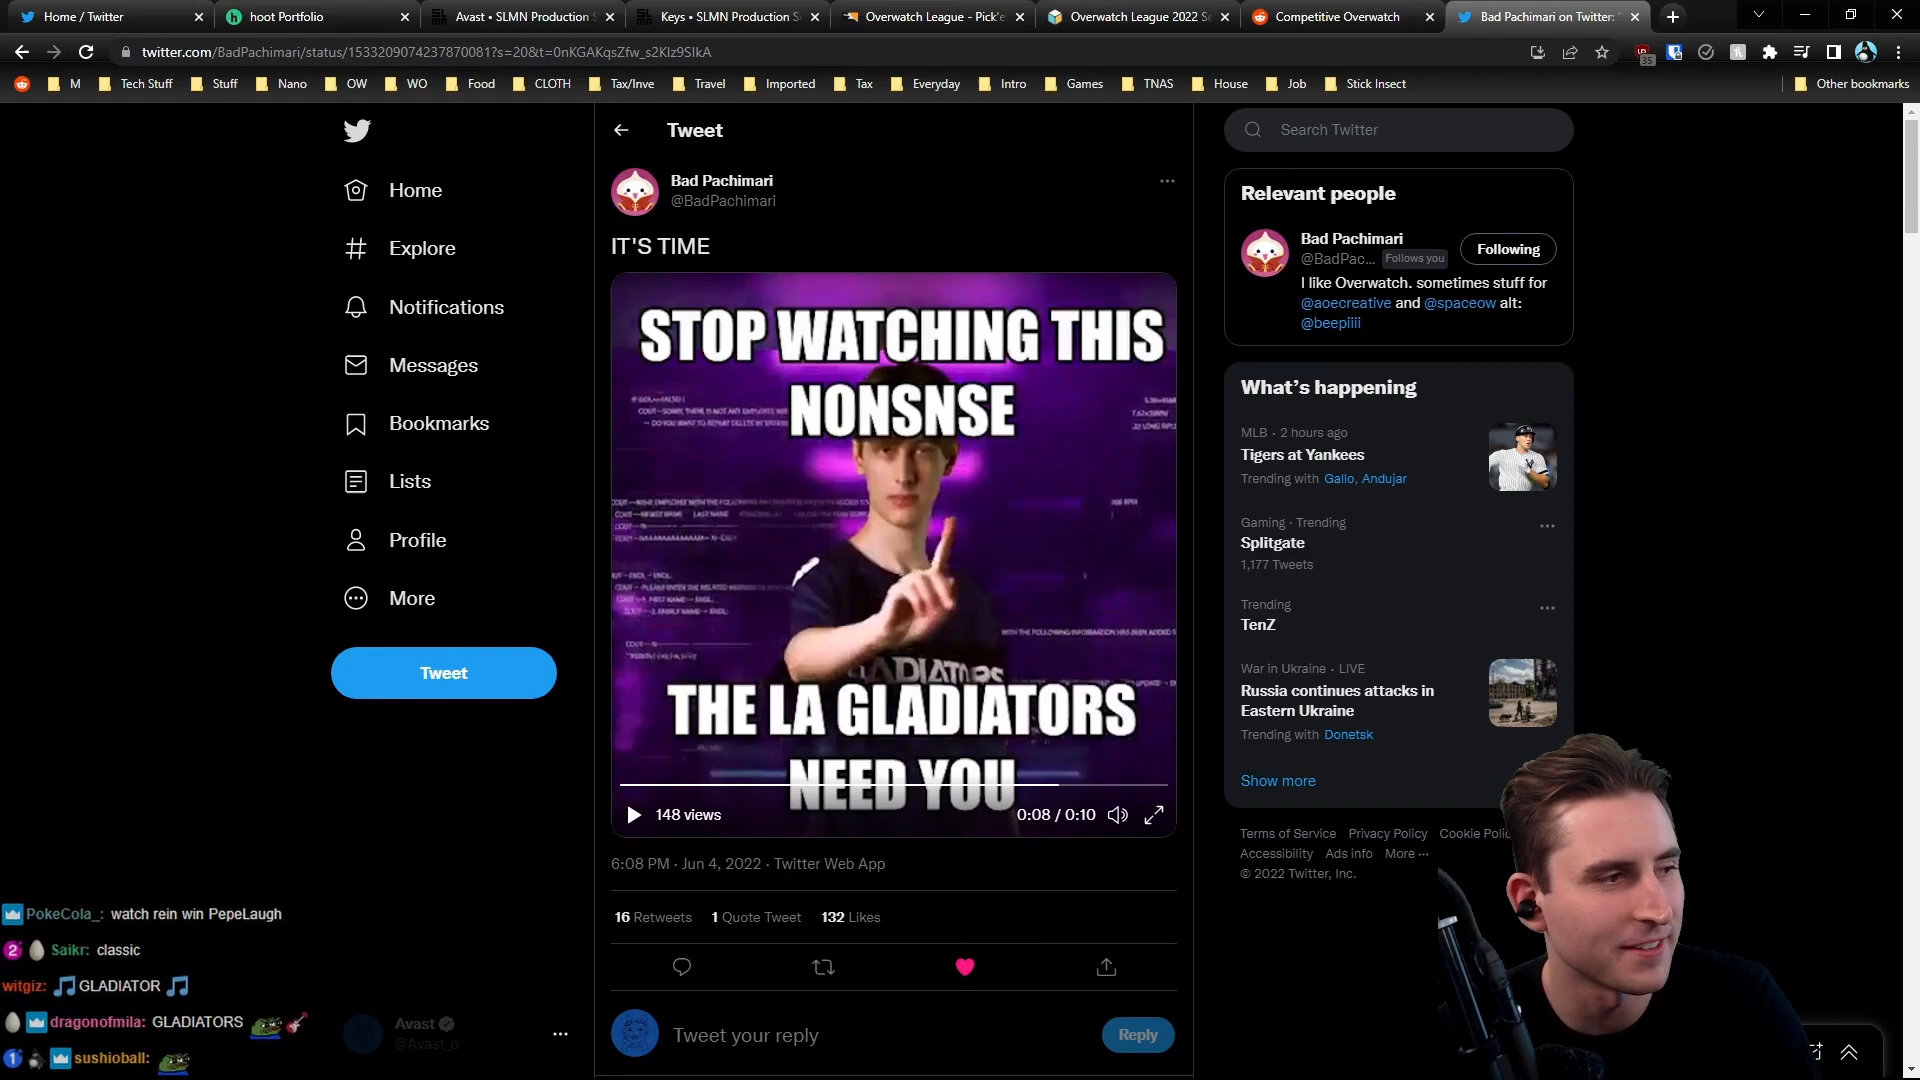 Home / Twitter
hoot Portfolio
Avast • SLMN Production S
Keys • SLMN Production S
Overwatch League - Pick'e
Overwatch League 2022 Se
Competitive Overwatch
Bad Pachimari on Twitter: "
twitter.com/BadPachimari/status/1533209074237870081?s=20&t=0nKGAKqsZfw_s2KIz9SIkA
35
M
Tech Stuff
Stuff
Nano
OW
WO
Food
CLOTH
Tax/Inve
Travel
Imported
Tax
Everyday
Intro
Games
TNAS
House
Job
Stick Insect
Other bookmarks
Home
Explore
Notifications
Messages
Bookmarks
Lists
Profile
More
Tweet
Avast
@Avast_o
Tweet
Bad Pachimari
@BadPachimari
IT'S TIME
STOP WATCHING THIS
NONSNSE
GLADIATORS
THE LA GLADIATORS
NEED YOU
148 views
0:08 / 0:10
6:08 PM · Jun 4, 2022 · Twitter Web App
16 Retweets 1 Quote Tweet 132 Likes
Tweet your reply
Reply
Search Twitter
Relevant people
Bad Pachimari
@BadPac... Follows you
Following
I like Overwatch. sometimes stuff for
@aoecreative and @spaceow alt:
@beepiiii
What's happening
MLB · 2 hours ago
Tigers at Yankees
Trending with Gallo, Andujar
Gaming · Trending
Splitgate
1,177 Tweets
Trending
TenZ
War in Ukraine · LIVE
Russia continues attacks in
Eastern Ukraine
Trending with Donetsk
Show more
Terms of Service Privacy Policy Cookie Polic
Accessibility Ads info More ...
© 2022 Twitter, Inc.
PokeCola_: watch rein win PepeLaugh
2 Saikr: classic
witgiz: GLADIATOR
dragonofmila: GLADIATORS
1 sushioball: